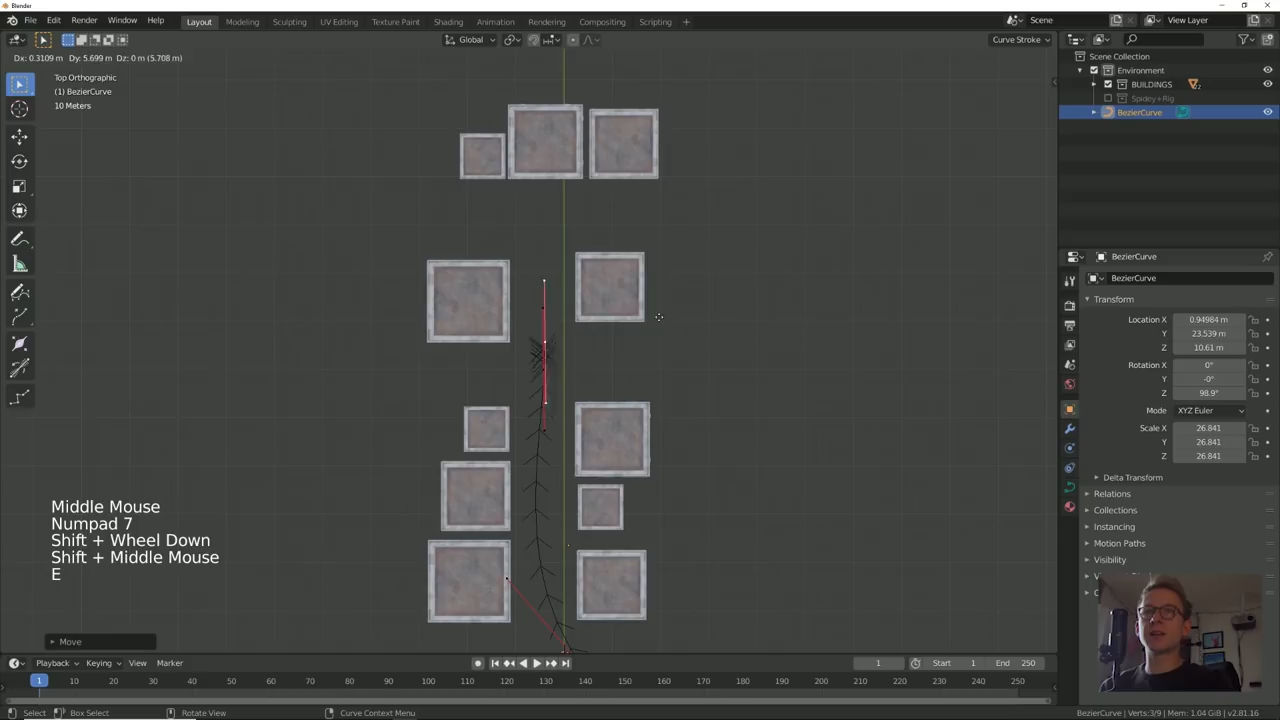 Blender
File Edit Render Window Help
Layout Modeling Sculpting UV Editing Texture Paint Shading Animation Rendering Compositing Scripting +
Scene
View Layer
Global
Curve Stroke
Dx: 0.3109 m Dy: 5.699 m Dz: 0 m (5.708 m)
Top Orthographic
(1) BezierCurve
10 Meters
Scene Collection
Environment
BUILDINGS
Spidey+Rig
BezierCurve
BezierCurve
BezierCurve
Transform
Location X 0.94984 m
Y 23.539 m
Z 10.61 m
Rotation X 0°
Y -0°
Z 98.9°
Mode XYZ Euler
Scale X 26.841
Y 26.841
Z 26.841
Delta Transform
Relations
Collections
Instancing
Motion Paths
Visibility
Middle Mouse
Numpad 7
Shift + Wheel Down
Shift + Middle Mouse
E
Move
Playback Keying View Marker
1 Start 1 End 250
1 10 20 30 40 50 60 70 80 90 100 110 120 130 140 150 160 170 180 190 200 210 220 230 240 250
Select Box Select Rotate View Curve Context Menu
BezierCurve | Verts:3/9 | Mem: 1.04 GiB | v2.81.16